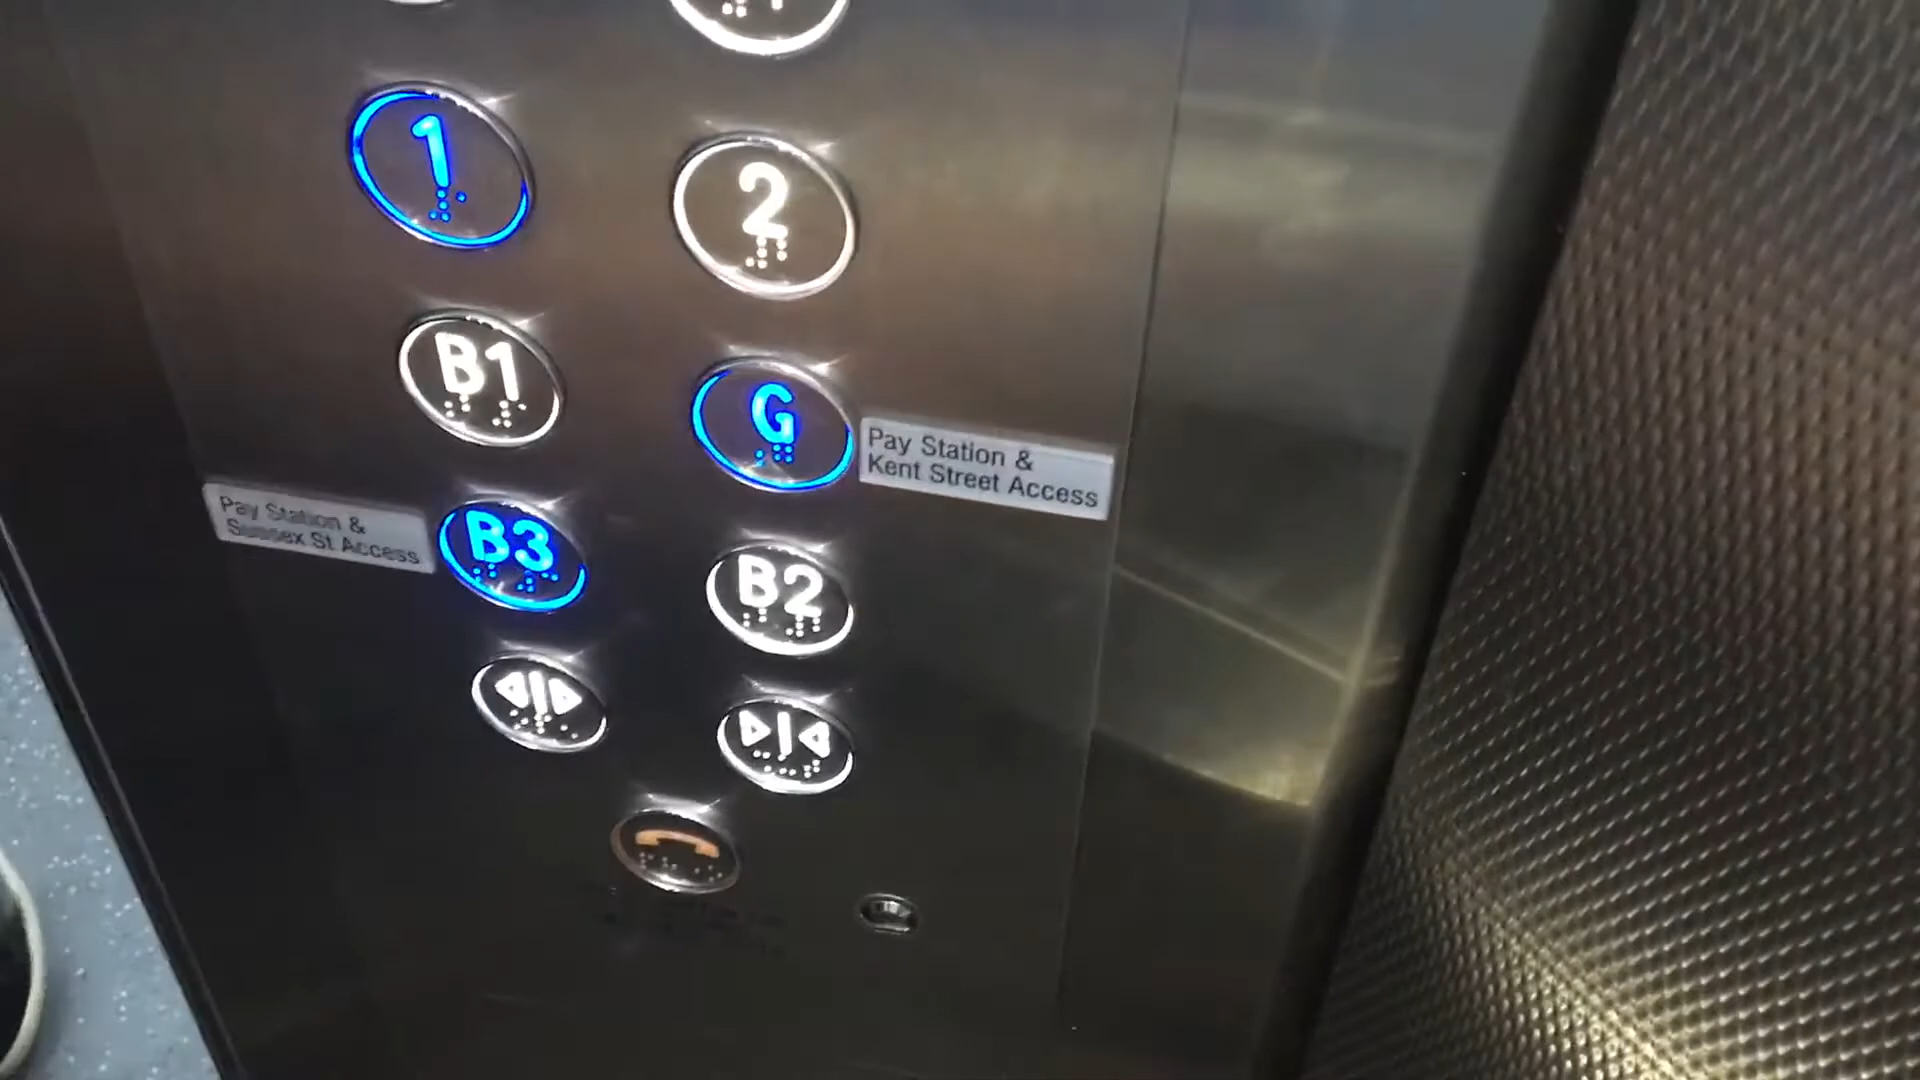 1
2
B1
G
Pay Station &
Kent Street Access
Pay Station &
Sussex St Access
B3
B2